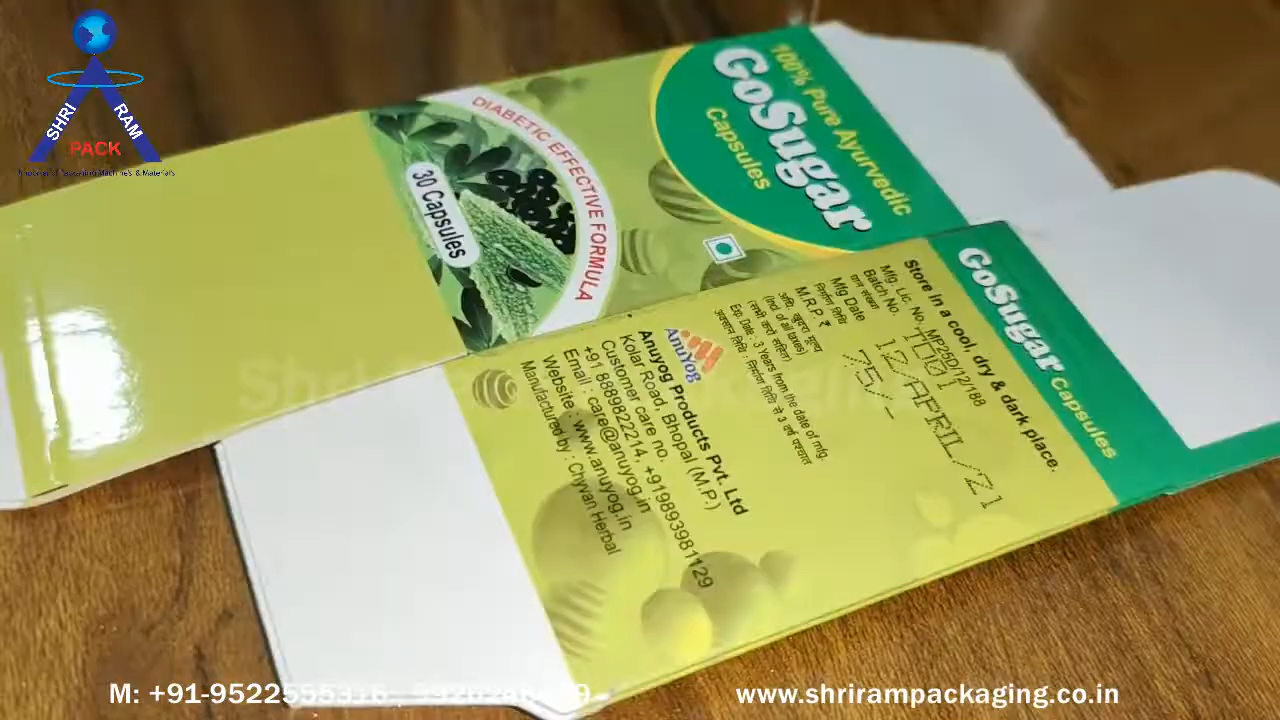 SHRI RAM
PACK
100% Pure Ayurvedic
GoSugar
Capsules
DIABETIC EFFECTIVE FORMULA
30 Capsules
GoSugar Capsules
Store in a cool, dry & dark place.
Mfg. Lic. No. MP25D/12/188
Batch No. TD01
Mfg Date 12/APRIL/21
निर्माण तिथि
M.R.P. ₹ 75/-
(Incl of all taxes)
Exp. Date : 3 Years from the date of mfg.
AnuYog
Anuyog Products Pvt. Ltd
Kolar Road, Bhopal (M.P.)
Customer care no.
+91 8889822214, +919893981129
Email : care@anuyog.in
Website : www.anuyog.in
Manufactured by : Chyvan Herbal
M: +91-9522555316
www.shrirampackaging.co.in